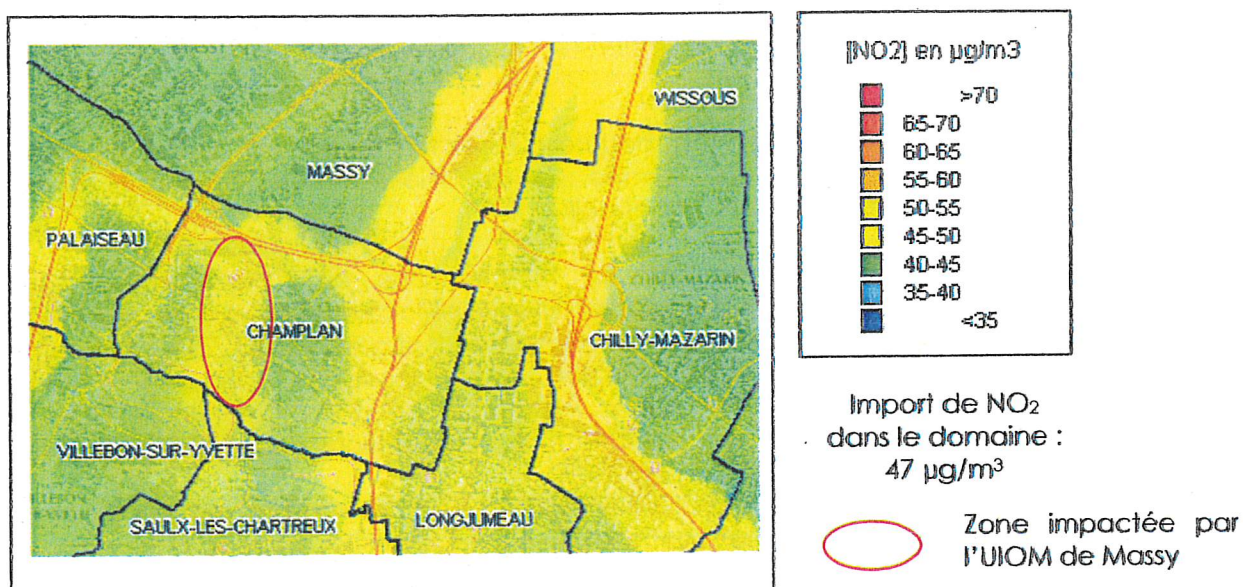 WISSOUS
MASSY
PALAISEAU
CHILLY-MAZARIN
CHAMPLAN
CHILLY-MAZARIN
VILLEBON-SUR-YVETTE
SAULX-LES-CHARTREUX
LONGJUMEAU
[NO2] en µg/m3
>70
65-70
60-65
55-60
50-55
45-50
40-45
35-40
<35
Import de NO₂
dans le domaine :
47 µg/m³
Zone impactée par
l'UIOM de Massy